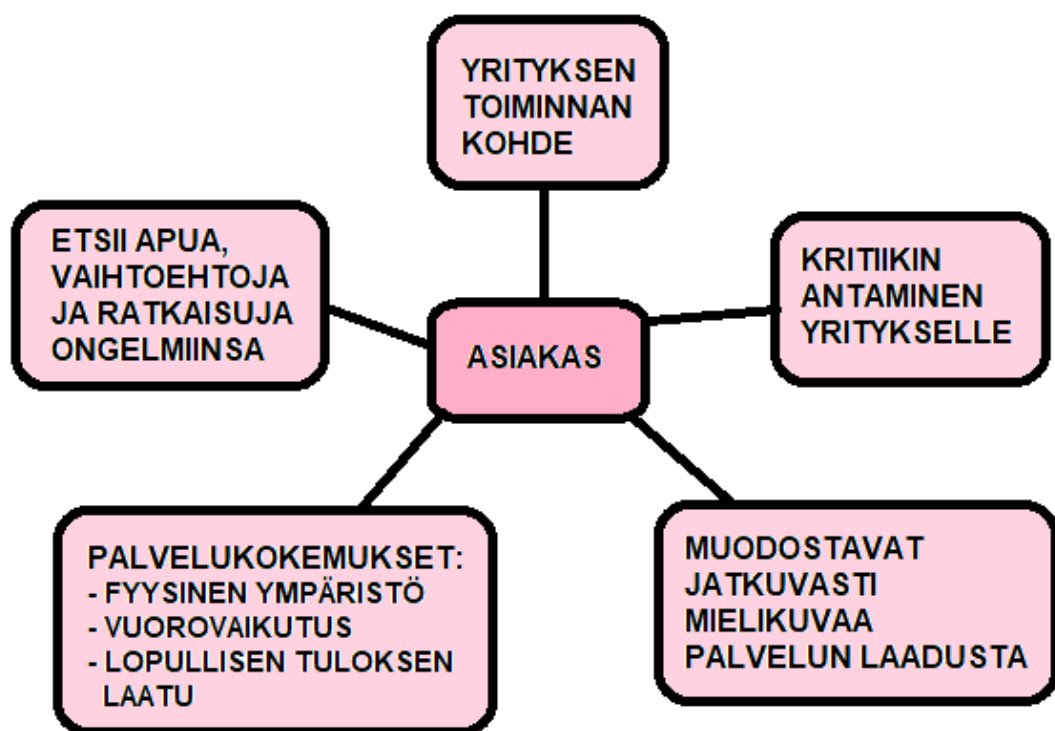 YRITYKSEN
TOIMINNAN
KOHDE
ETSII APUA,
VAIHTOEHTOJA
JA RATKAISUJA
ONGELMIINSA
KRITIIKIN
ANTAMINEN
YRITYKSELLE
ASIAKAS
PALVELUKOKEMUKSET:
- FYYSINEN YMPÄRISTÖ
- VUOROVAIKUTUS
- LOPULLISEN TULOKSEN
LAATU
MUODOSTAVAT
JATKUVASTI
MIELIKUVAA
PALVELUN LAADUSTA